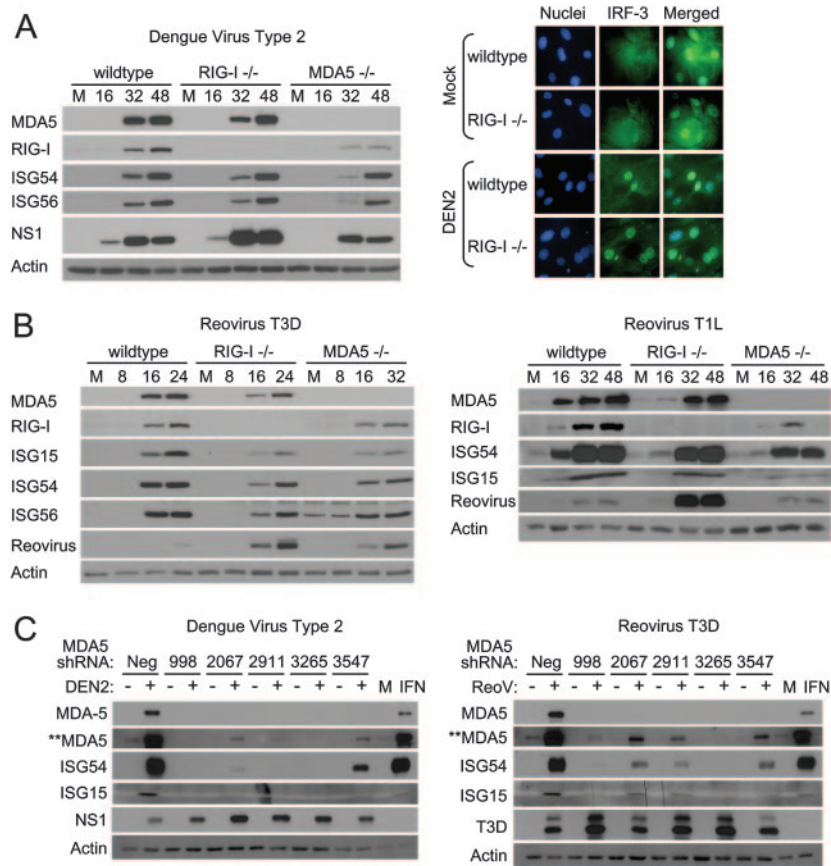 A
Dengue Virus Type 2
wildtype RIG-I -/- MDA5 -/-
M 16 32 48 M 16 32 48 M 16 32 48
MDA5
RIG-I
ISG54
ISG56
NS1
Actin
Nuclei IRF-3 Merged
Mock
wildtype
RIG-I -/-
DEN2
wildtype
RIG-I -/-
B
Reovirus T3D
wildtype RIG-I -/- MDA5 -/-
M 8 16 24 M 8 16 24 M 8 16 32
MDA5
RIG-I
ISG15
ISG54
ISG56
Reovirus
Actin
Reovirus T1L
wildtype RIG-I -/- MDA5 -/-
M 16 32 48 M 16 32 48 M 16 32 48
MDA5
RIG-I
ISG54
ISG15
Reovirus
Actin
C
Dengue Virus Type 2
MDA5
shRNA: Neg 998 2067 2911 3265 3547
DEN2: - + - + - + - + - + - + M IFN
MDA-5
**MDA5
ISG54
ISG15
NS1
Actin
Reovirus T3D
MDA5
shRNA: Neg 998 2067 2911 3265 3547
ReoV: - + - + - + - + - + - + M IFN
MDA5
**MDA5
ISG54
ISG15
T3D
Actin